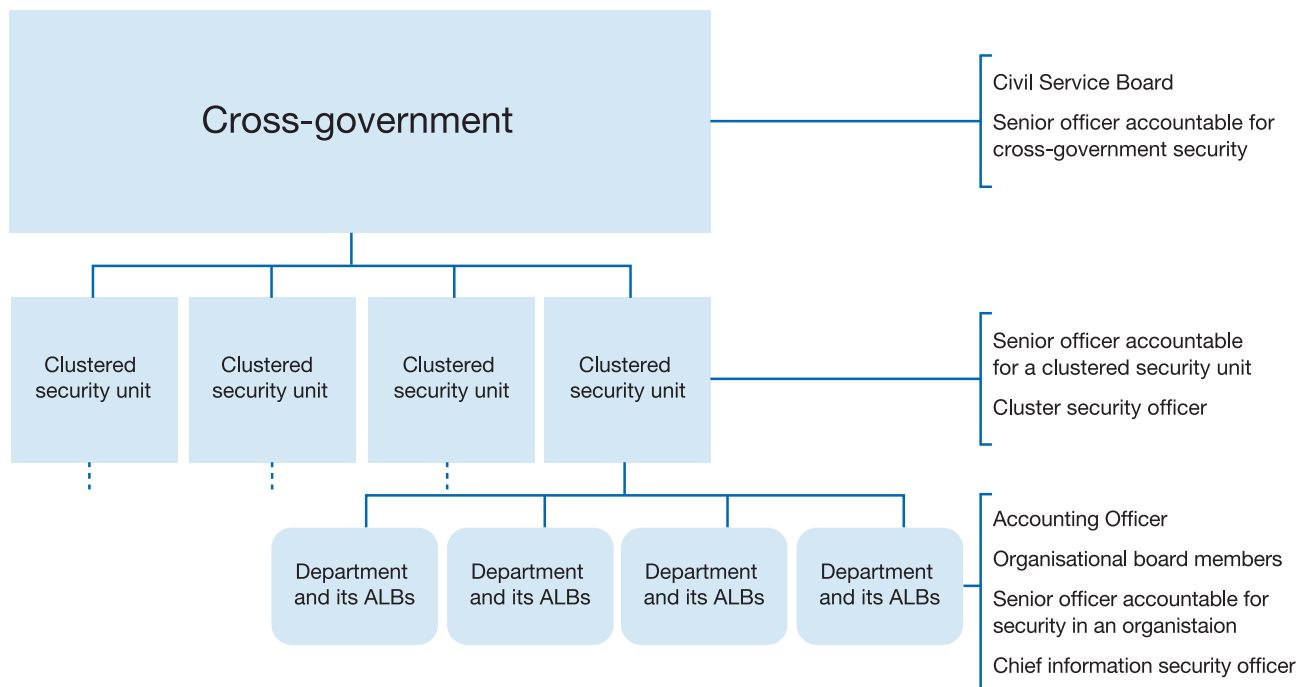 Cross-government
Civil Service Board
Senior officer accountable for
cross-government security
Clustered
security unit
Clustered
security unit
Clustered
security unit
Clustered
security unit
Senior officer accountable
for a clustered security unit
Cluster security officer
Department
and its ALBs
Department
and its ALBs
Department
and its ALBs
Department
and its ALBs
Accounting Officer
Organisational board members
Senior officer accountable for
security in an organistaion
Chief information security officer